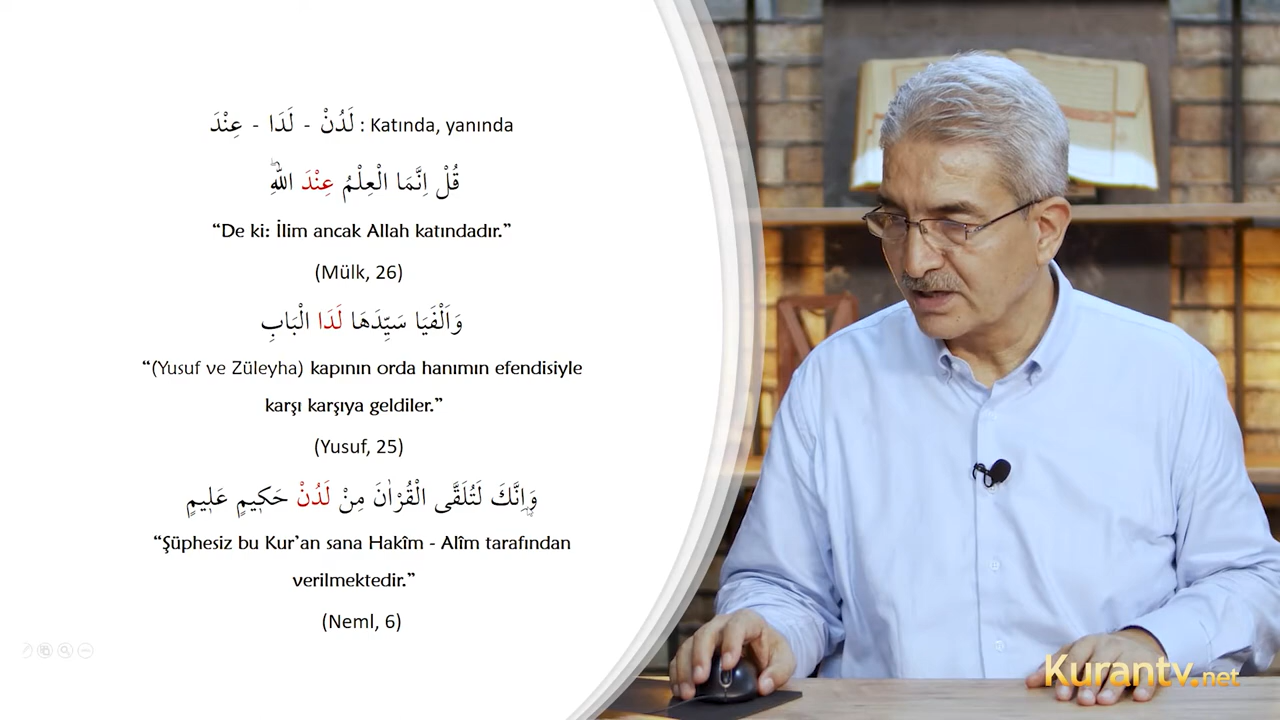 لَدُنْ - لَدَا - عِنْدَ : Katında, yanında
قُلْ اِنَّمَا الْعِلْمُ عِنْدَ اللّٰهِۖ
“De ki: İlim ancak Allah katındadır.”
(Mülk, 26)
وَاَلْفَيَا سَيِّدَهَا لَدَا الْبَابِ
“(Yusuf ve Züleyha) kapının orda hanımın efendisiyle
karşı karşıya geldiler.”
(Yusuf, 25)
وَاِنَّكَ لَتُلَقَّى الْقُرْاٰنَ مِنْ لَدُنْ حَك۪يمٍ عَل۪يمٍ
“Şüphesiz bu Kur’an sana Hakîm - Alîm tarafından
verilmektedir.”
(Neml, 6)
Kurantv.net